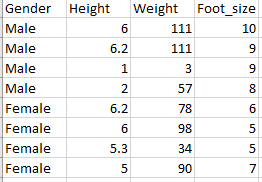 Gender Height Weight Foot_size
Male 6 111 10
Male 6.2 111 9
Male 1 3 9
Male 2 57 8
Female 6.2 78 6
Female 6 98 5
Female 5.3 34 5
Female 5 90 7